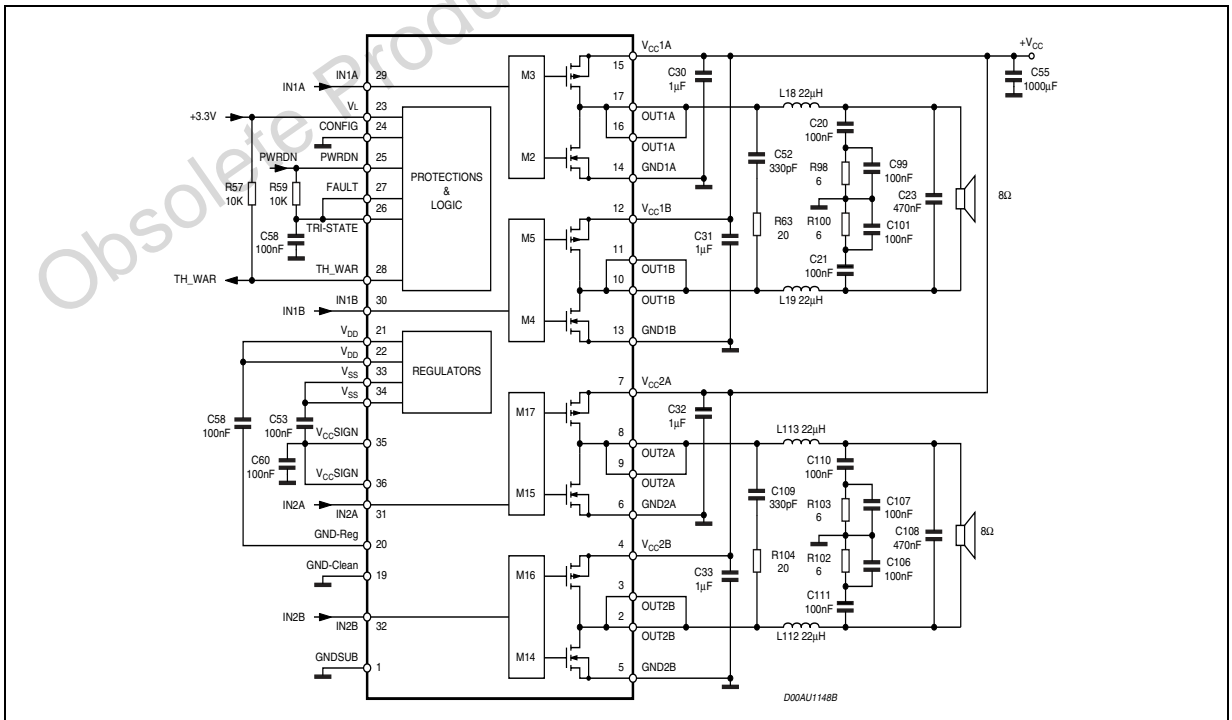 Obsolete Produ
IN1A
29
+3.3V
VL
23
CONFIG
24
PWRDN
PWRDN
25
FAULT
27
26
TRI-STATE
R57
10K
R59
10K
C58
100nF
TH_WAR
TH_WAR
28
IN1B
IN1B
30
PROTECTIONS
&
LOGIC
VDD
21
VDD
22
VSS
33
VSS
34
REGULATORS
C58
100nF
C53
100nF
VCCSIGN
35
C60
100nF
VCCSIGN
36
IN2A
IN2A
31
GND-Reg
20
GND-Clean
19
IN2B
IN2B
32
GNDSUB
1
M3
M2
M5
M4
M17
M15
M16
M14
15
VCC1A
17
OUT1A
16
OUT1A
14
GND1A
12
VCC1B
11
OUT1B
10
OUT1B
13
GND1B
7
VCC2A
8
OUT2A
9
OUT2A
6
GND2A
4
VCC2B
3
OUT2B
2
OUT2B
5
GND2B
C30
1μF
C31
1μF
C32
1μF
C33
1μF
+VCC
C55
1000μF
L18 22μH
C20
100nF
C52
330pF
R98
6
C99
100nF
C23
470nF
8Ω
R63
20
R100
6
C101
100nF
C21
100nF
L19 22μH
L113 22μH
C110
100nF
C109
330pF
R103
6
C107
100nF
C108
470nF
8Ω
R104
20
R102
6
C106
100nF
C111
100nF
L112 22μH
D00AU1148B